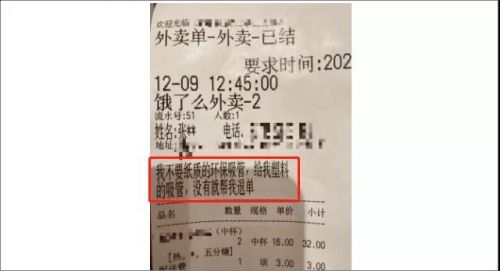 欢迎光临
外卖单-外卖-已结
要求时间:202
12-09 12:45:00
饿了么外卖-2
流水号:51 人数:1
姓名:张** 电话.
地址:
我不要纸质的环保吸管，给我塑料
的吸管，没有就帮我退单
品名 数量 规格 单价 小计
(中杯)
2 中杯 16.00 32.00
[热, 五分糖]
1 项 3.00 3.00